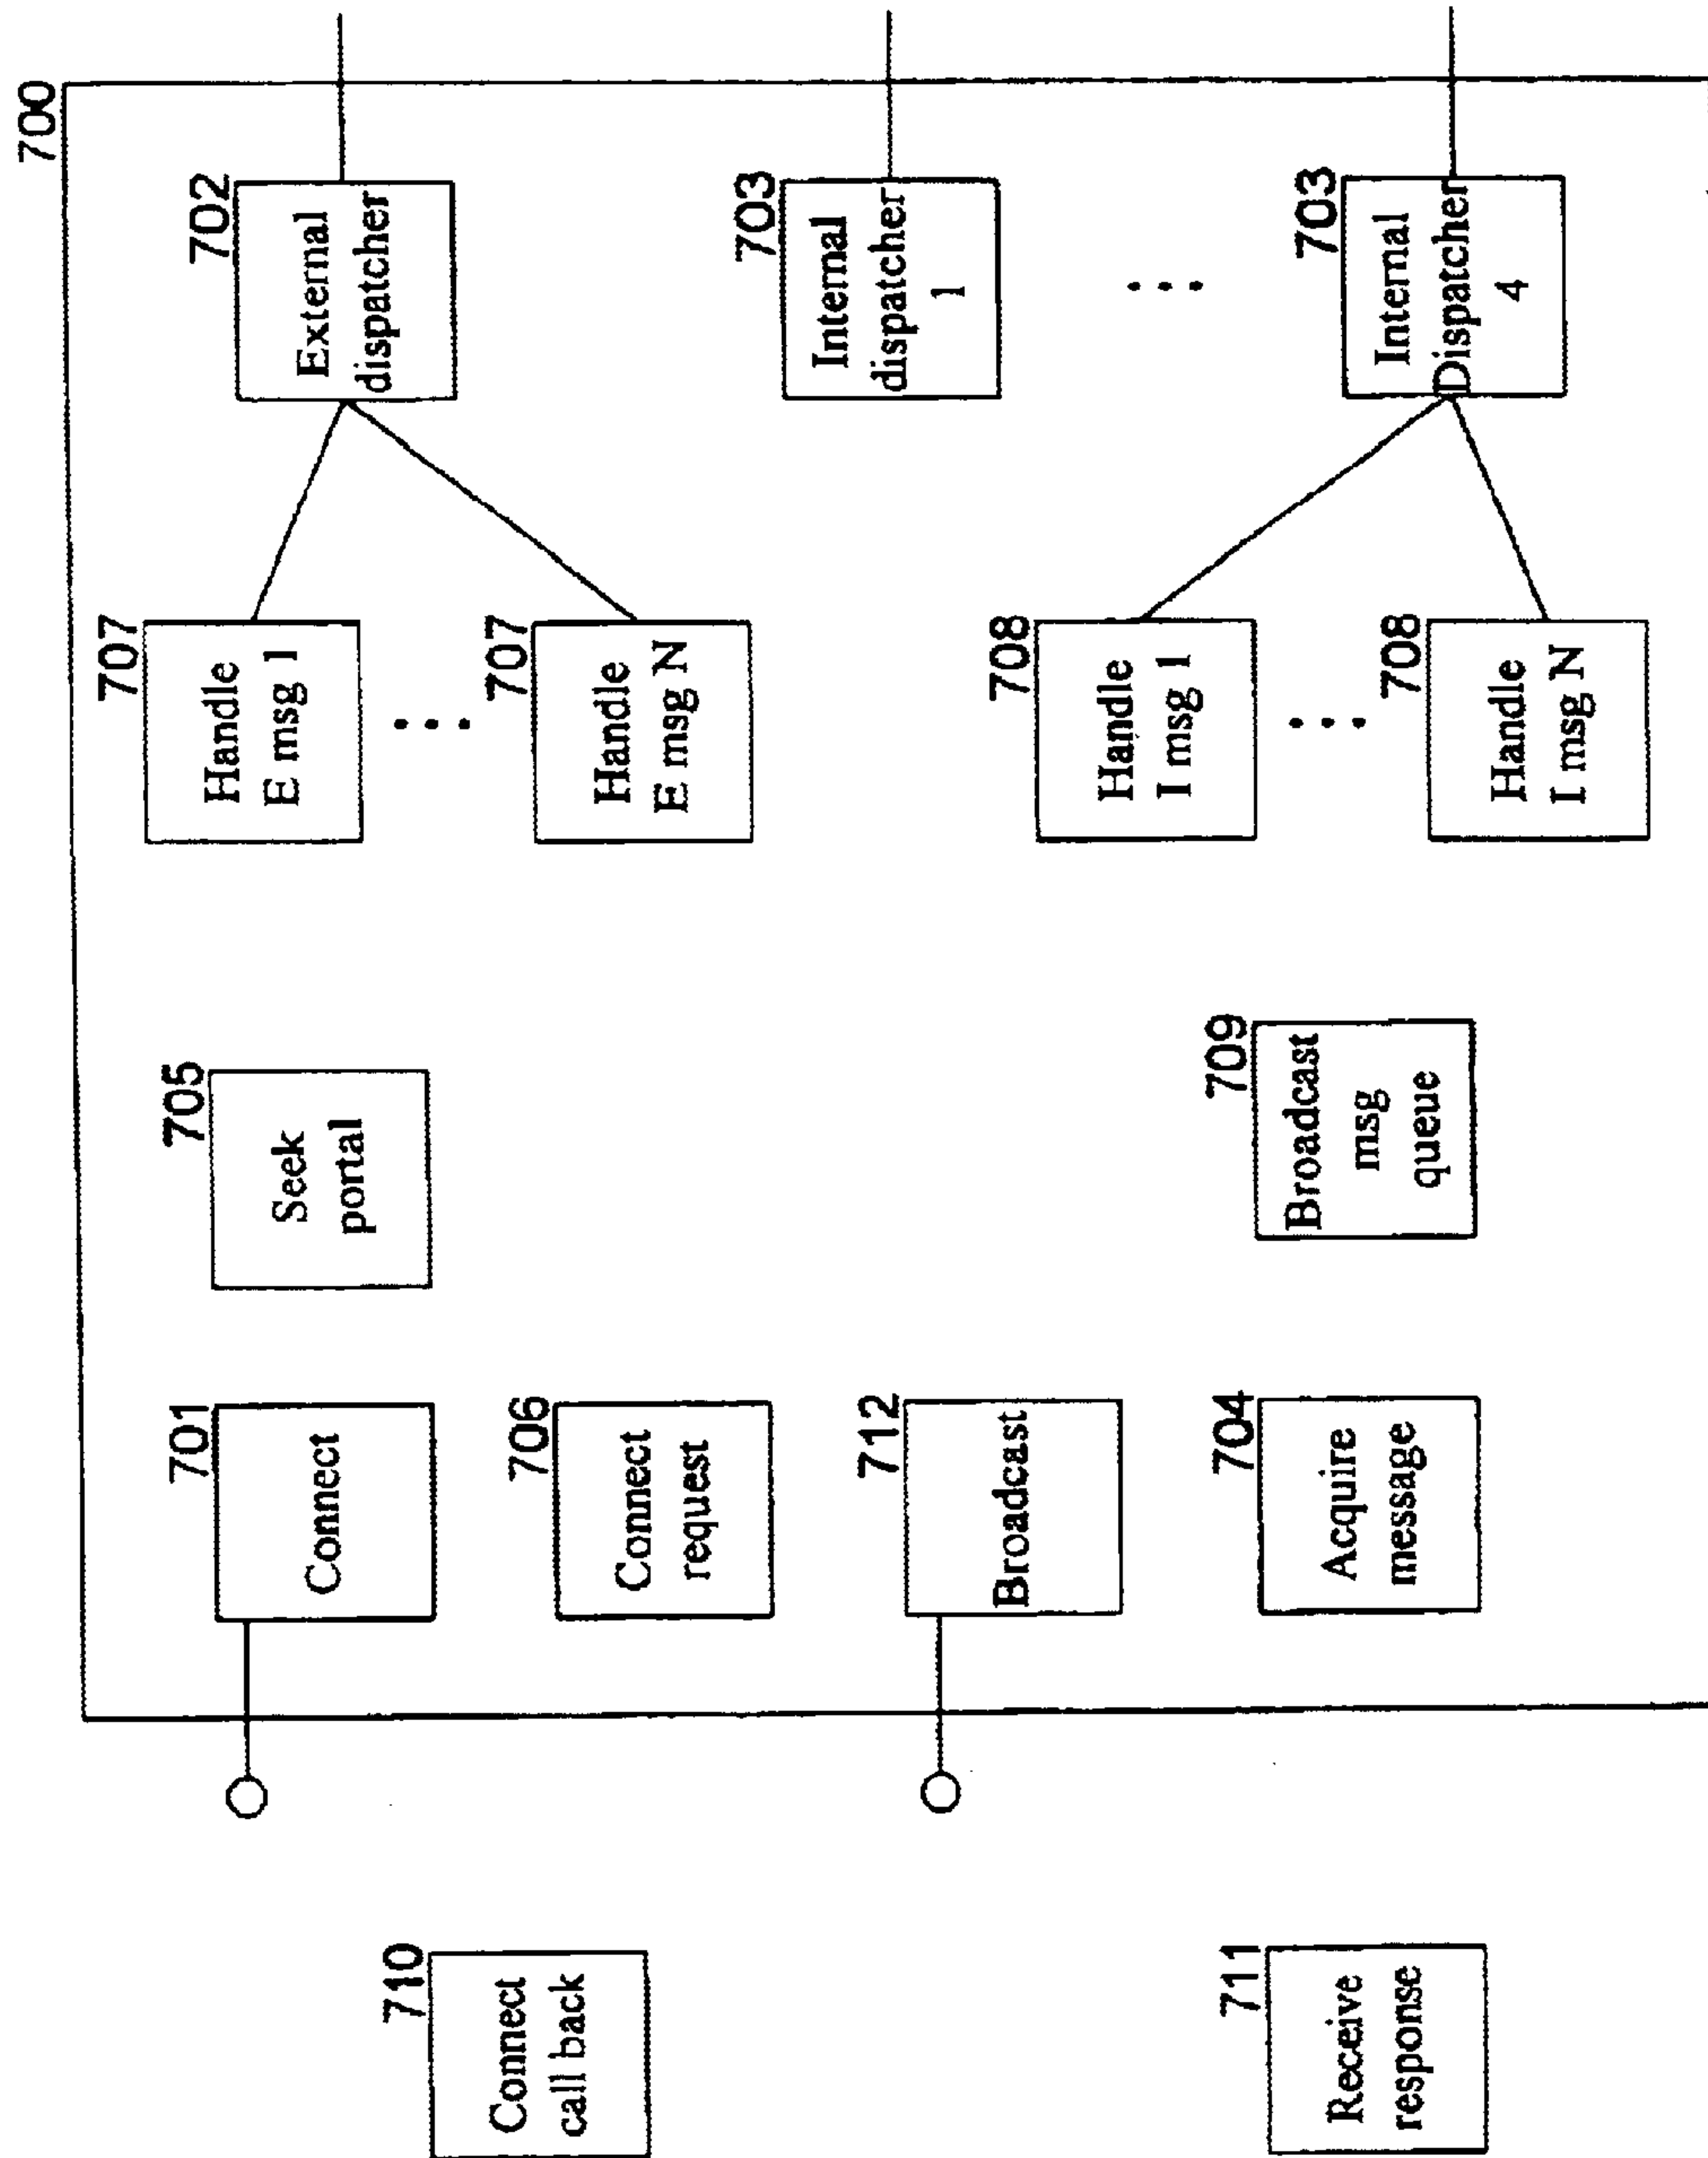 700
710
Connect
call back
711
Receive
response
701
Connect
706
Connect
request
712
Broadcast
704
Acquire
message
705
Seek
portal
709
Broadcast
msg
queue
707
Handle
E msg 1
...
707
Handle
E msg N
708
Handle
I msg 1
...
708
Handle
I msg N
702
External
dispatcher
703
Internal
dispatcher
1
...
703
Internal
Dispatcher
4